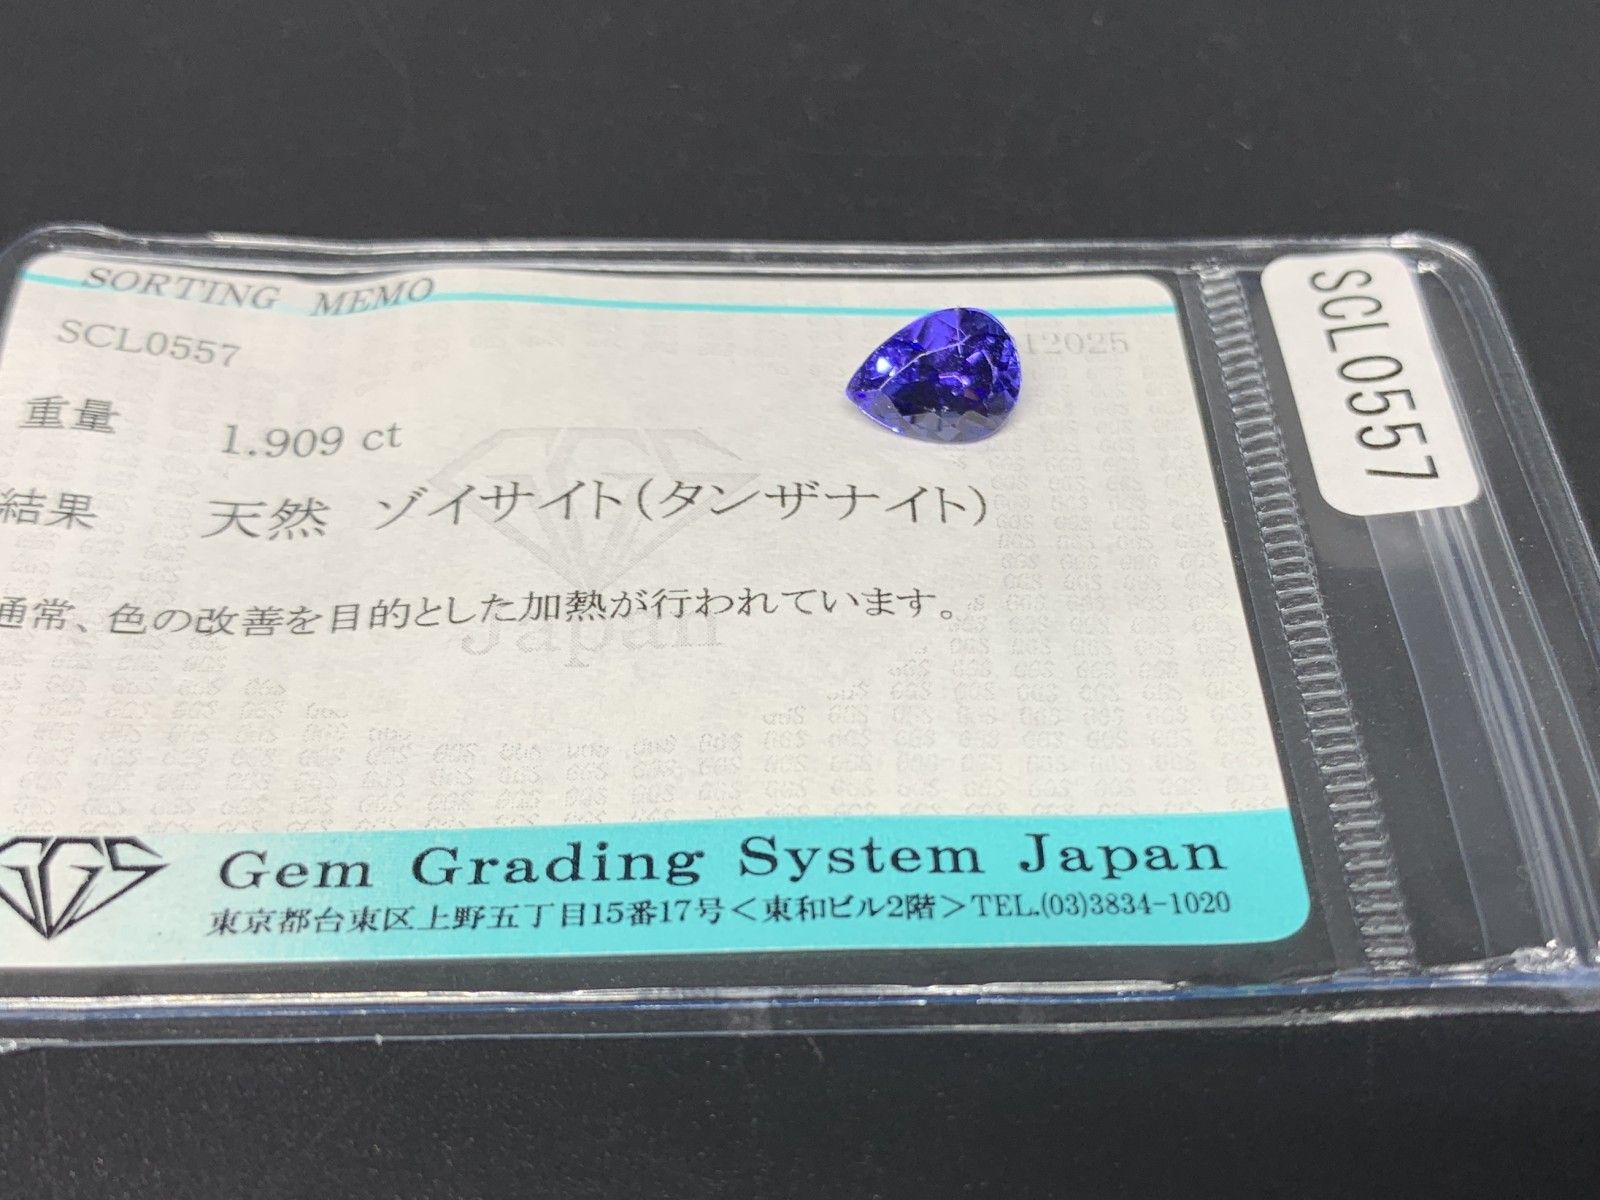 SORTING MEMO
SCL0557 12025
重量 1.909 ct
結果 天然 ゾイサイト(タンザナイト)
通常、色の改善を目的とした加熱が行われています。
Japan
GGS Gem Grading System Japan
東京都台東区上野五丁目15番17号<東和ビル2階>TEL.(03)3834-1020
SCL0557